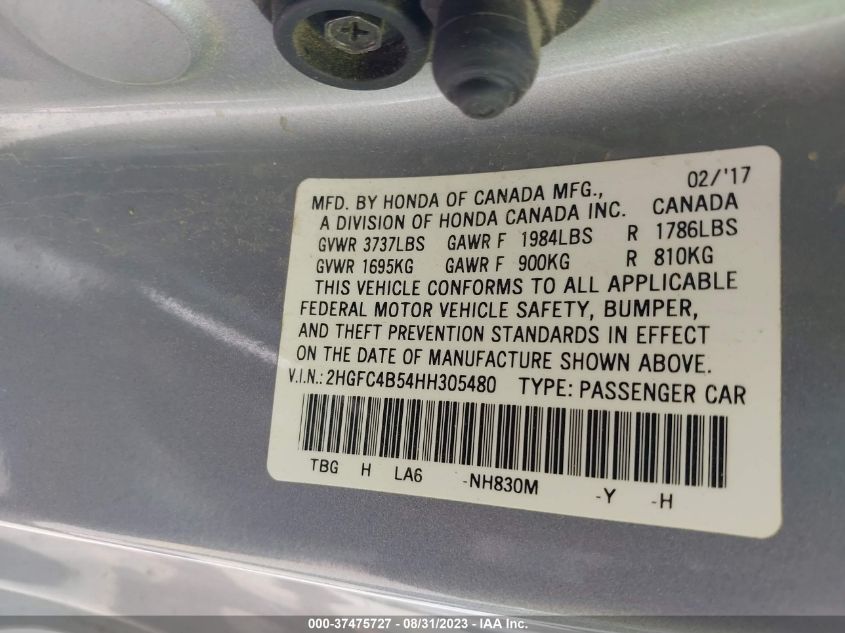 02/'17
MFD. BY HONDA OF CANADA MFG.,
A DIVISION OF HONDA CANADA INC. CANADA
GVWR 3737LBS GAWR F 1984LBS R 1786LBS
GVWR 1695KG GAWR F 900KG R 810KG
THIS VEHICLE CONFORMS TO ALL APPLICABLE
FEDERAL MOTOR VEHICLE SAFETY, BUMPER,
AND THEFT PREVENTION STANDARDS IN EFFECT
ON THE DATE OF MANUFACTURE SHOWN ABOVE.
V.I.N.: 2HGFC4B54HH305480 TYPE: PASSENGER CAR
TBG H LA6 -NH830M -Y -H
000-37475727 - 08/31/2023 - IAA Inc.